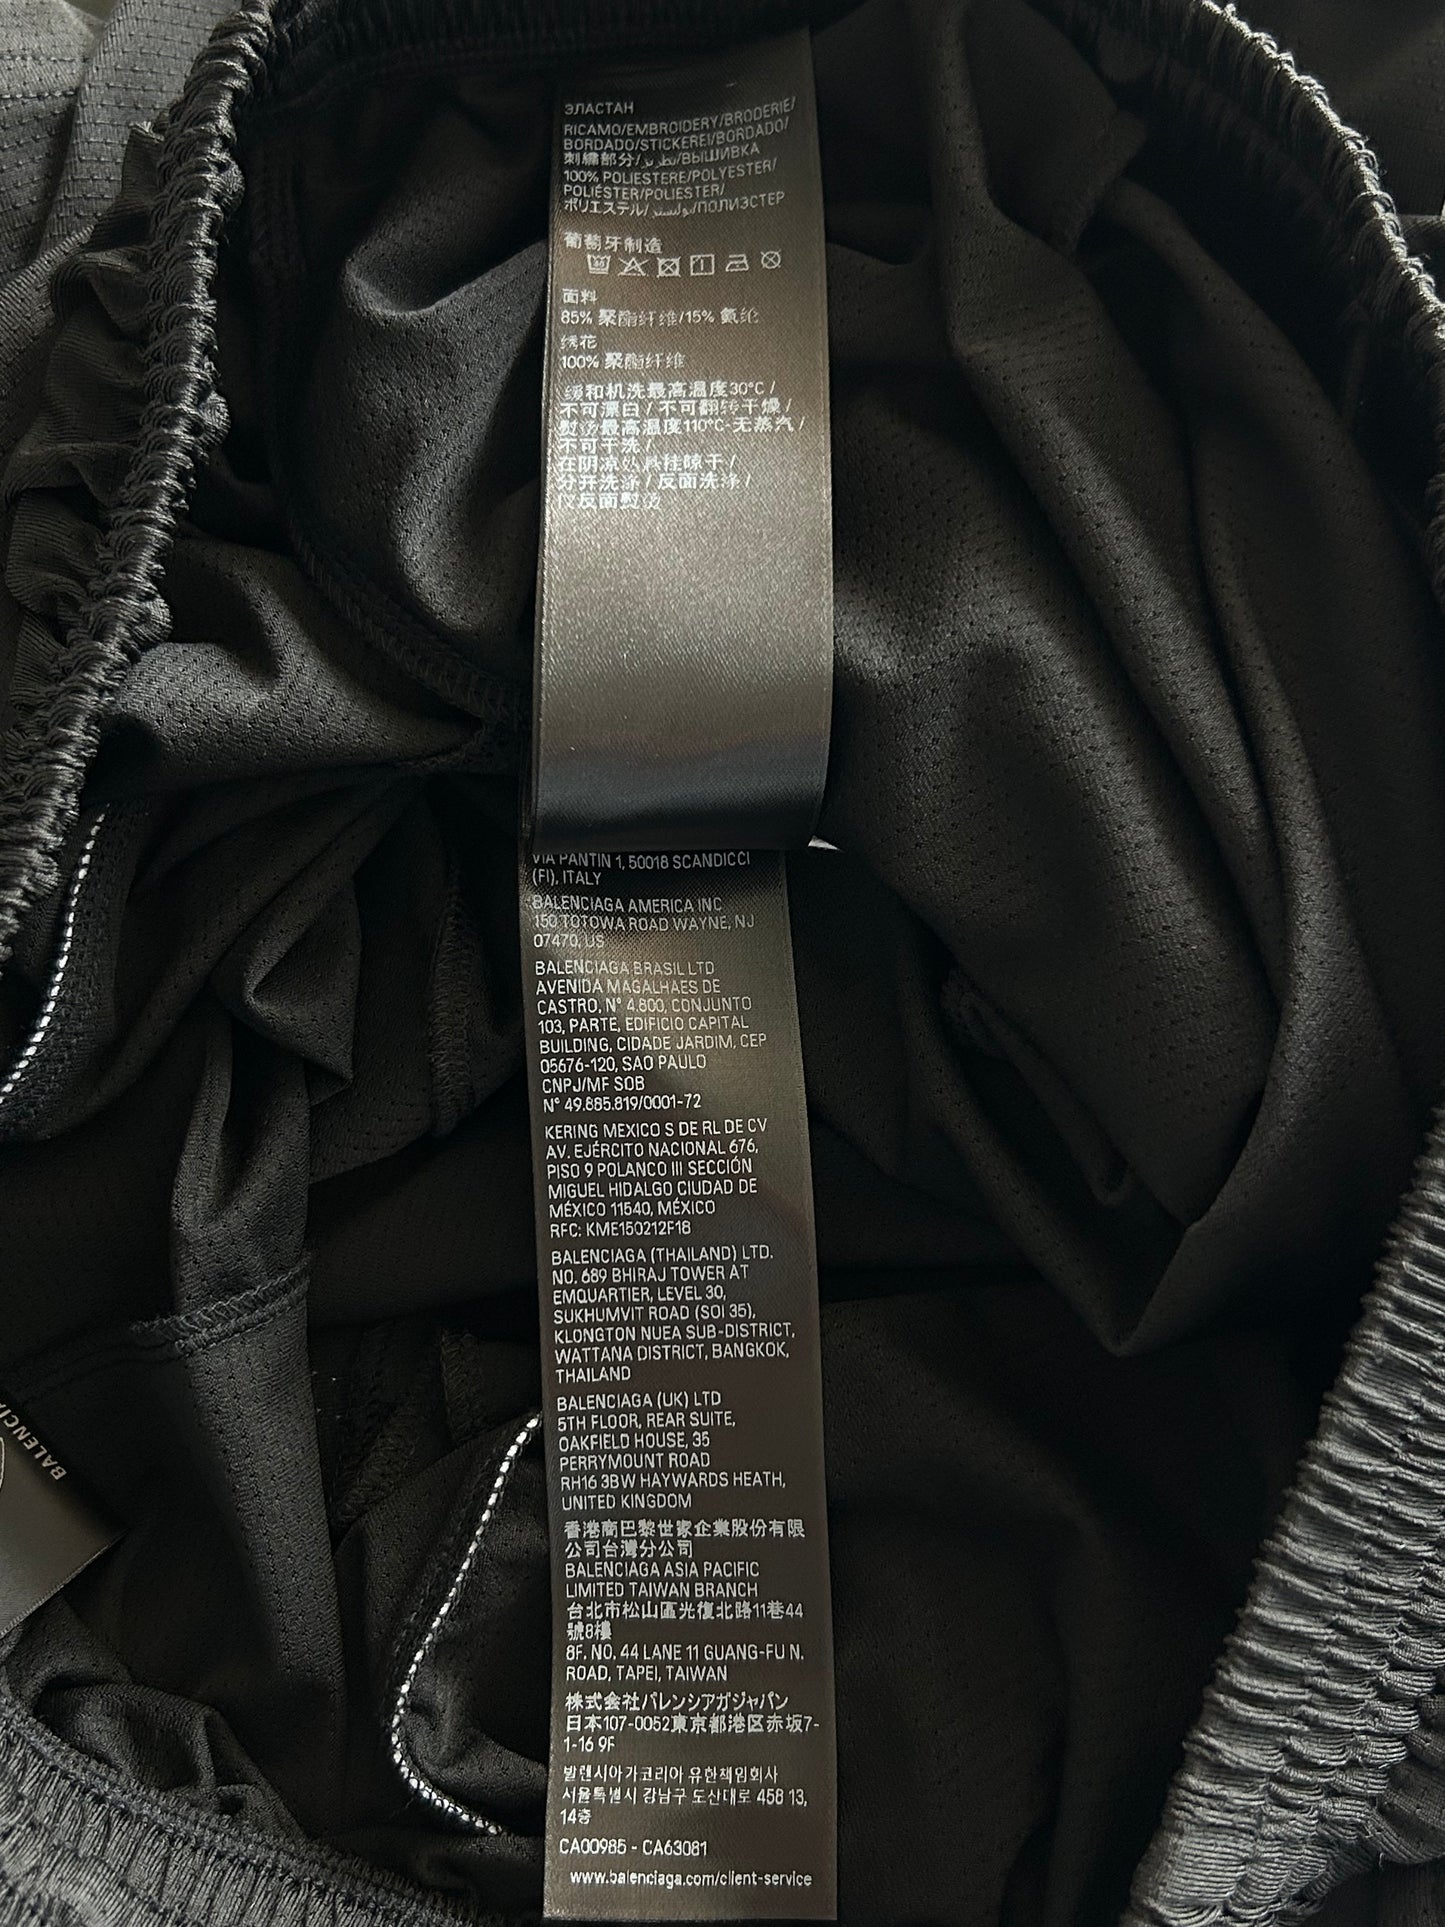 ЭЛАСТАН
RICAMO/EMBROIDERY/BRODERIE/
BORDADO/STICKEREI/BORDADO/
刺繍部分/تطريز/ВЫШИВКА
100% POLIESTERE/POLYESTER/
POLIÉSTER/POLIESTER/
ポリエステル/بوليستر/ПОЛИЭСТЕР
葡萄牙制造
面料
85% 聚酯纤维/15% 氨纶
绣花
100% 聚酯纤维
缓和机洗最高温度30°C /
不可漂白 / 不可翻转干燥 /
熨烫最高温度110°C-无蒸汽 /
不可干洗 /
在阴凉处悬挂晾干 /
分开洗涤 / 反面洗涤 /
仅反面熨烫
VIA PANTIN 1, 50018 SCANDICCI
(FI), ITALY
BALENCIAGA AMERICA INC
150 TOTOWA ROAD WAYNE, NJ
07470, US
BALENCIAGA BRASIL LTD
AVENIDA MAGALHAES DE
CASTRO, N° 4.800, CONJUNTO
103, PARTE, EDIFICIO CAPITAL
BUILDING, CIDADE JARDIM, CEP
05676-120, SAO PAULO
CNPJ/MF SOB
N° 49.885.819/0001-72
KERING MEXICO S DE RL DE CV
AV. EJÉRCITO NACIONAL 676,
PISO 9 POLANCO III SECCIÓN
MIGUEL HIDALGO CIUDAD DE
MÉXICO 11540, MÉXICO
RFC: KME150212F18
BALENCIAGA (THAILAND) LTD.
NO. 689 BHIRAJ TOWER AT
EMQUARTIER, LEVEL 30,
SUKHUMVIT ROAD (SOI 35),
KLONGTON NUEA SUB-DISTRICT,
WATTANA DISTRICT, BANGKOK,
THAILAND
BALENCIAGA (UK) LTD
5TH FLOOR, REAR SUITE,
OAKFIELD HOUSE, 35
PERRYMOUNT ROAD
RH16 3BW HAYWARDS HEATH,
UNITED KINGDOM
香港商巴黎世家企業股份有限
公司台灣分公司
BALENCIAGA ASIA PACIFIC
LIMITED TAIWAN BRANCH
台北市松山區光復北路11巷44
號8樓
8F. NO. 44 LANE 11 GUANG-FU N.
ROAD, TAPEI, TAIWAN
株式会社バレンシアガジャパン
日本107-0052東京都港区赤坂7-
1-16 9F
발렌시아가코리아 유한책임회사
서울특별시 강남구 도산대로 458 13,
14층
CA00985 - CA63081
www.balenciaga.com/client-service